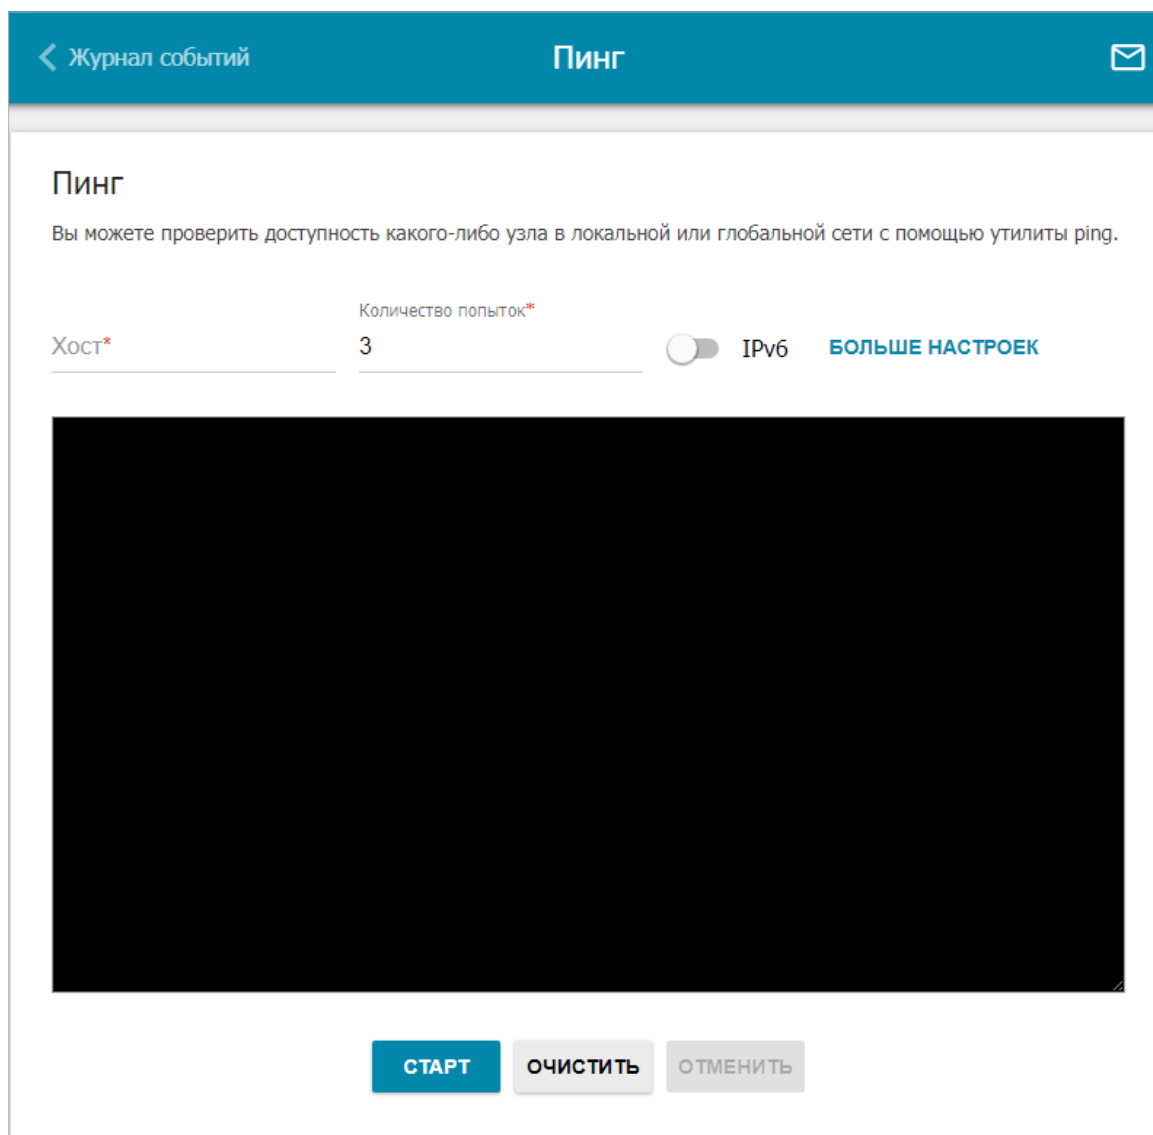 Журнал событий
Пинг
Пинг
Вы можете проверить доступность какого-либо узла в локальной или глобальной сети с помощью утилиты ping.
Количество попыток*
Хост*
3
IPv6
БОЛЬШЕ НАСТРОЕК
СТАРТ
ОЧИСТИТЬ
ОТМЕНИТЬ